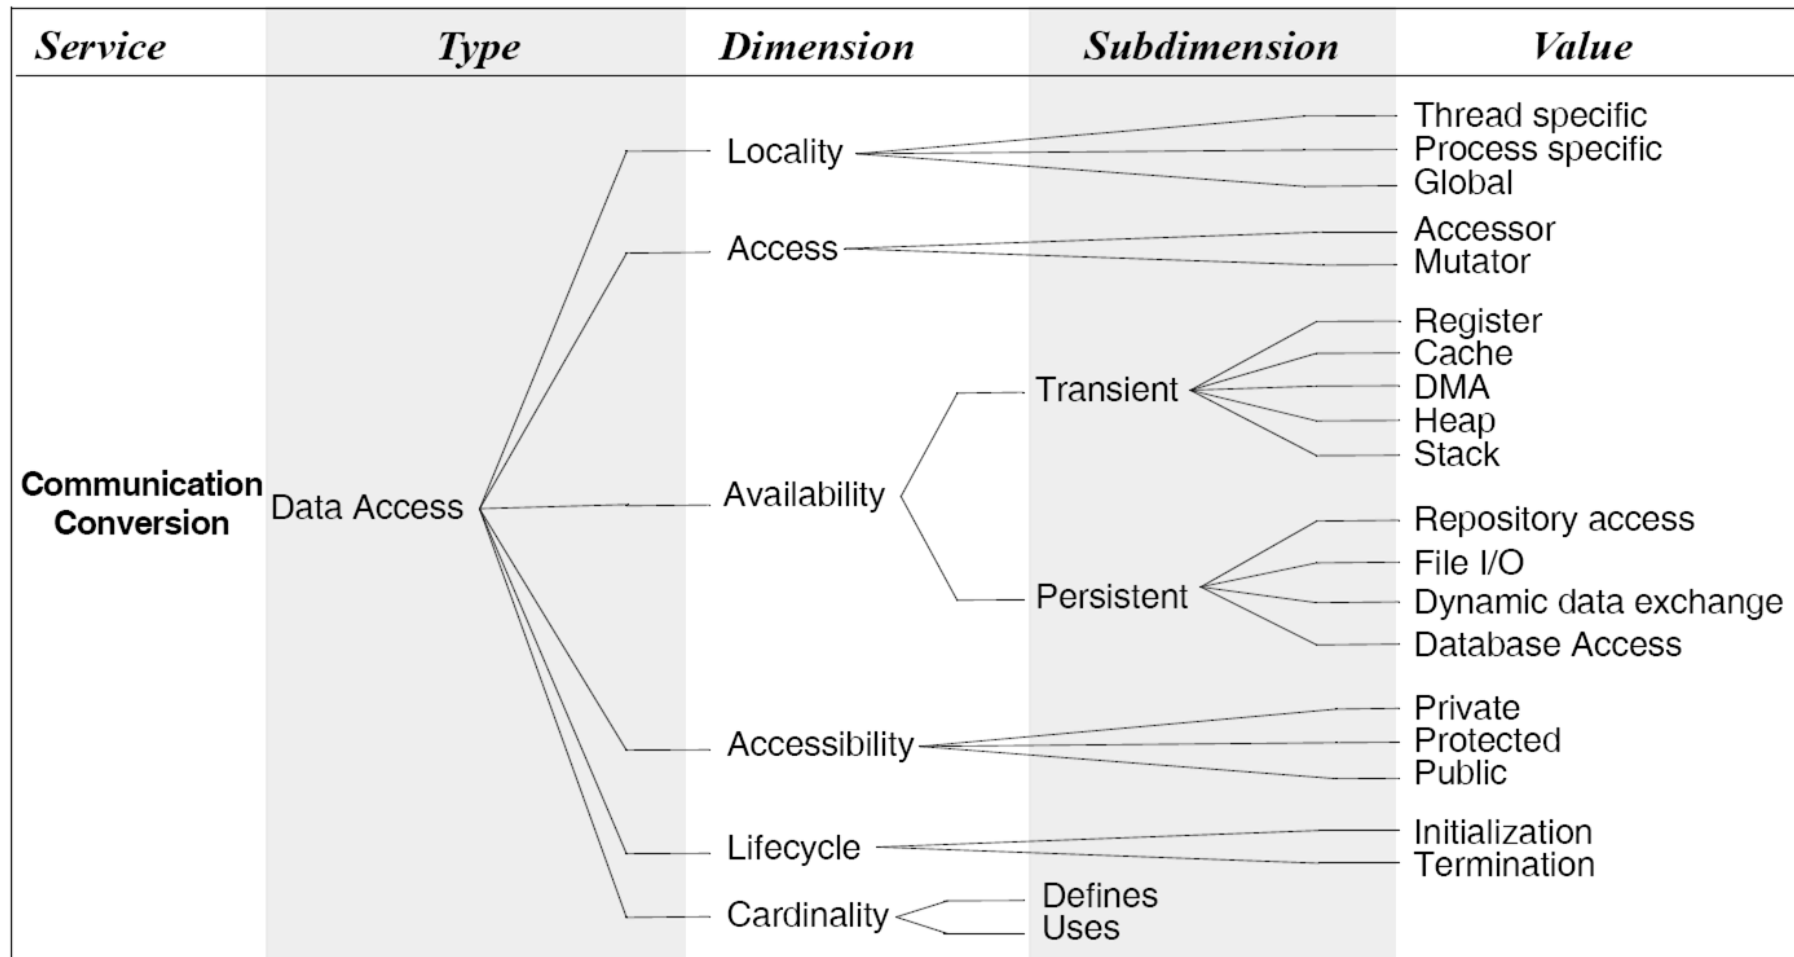 Service Type Dimension Subdimension Value
Thread specific
Locality Process specific
Global
Accessor
Access
Mutator
Register
Cache
Transient DMA
Heap
Stack
Communication
Conversion
Data Access
Availability
Repository access
File I/O
Persistent
Dynamic data exchange
Database Access
Private
Accessibility Protected
Public
Initialization
Lifecycle
Termination
Defines
Cardinality
Uses